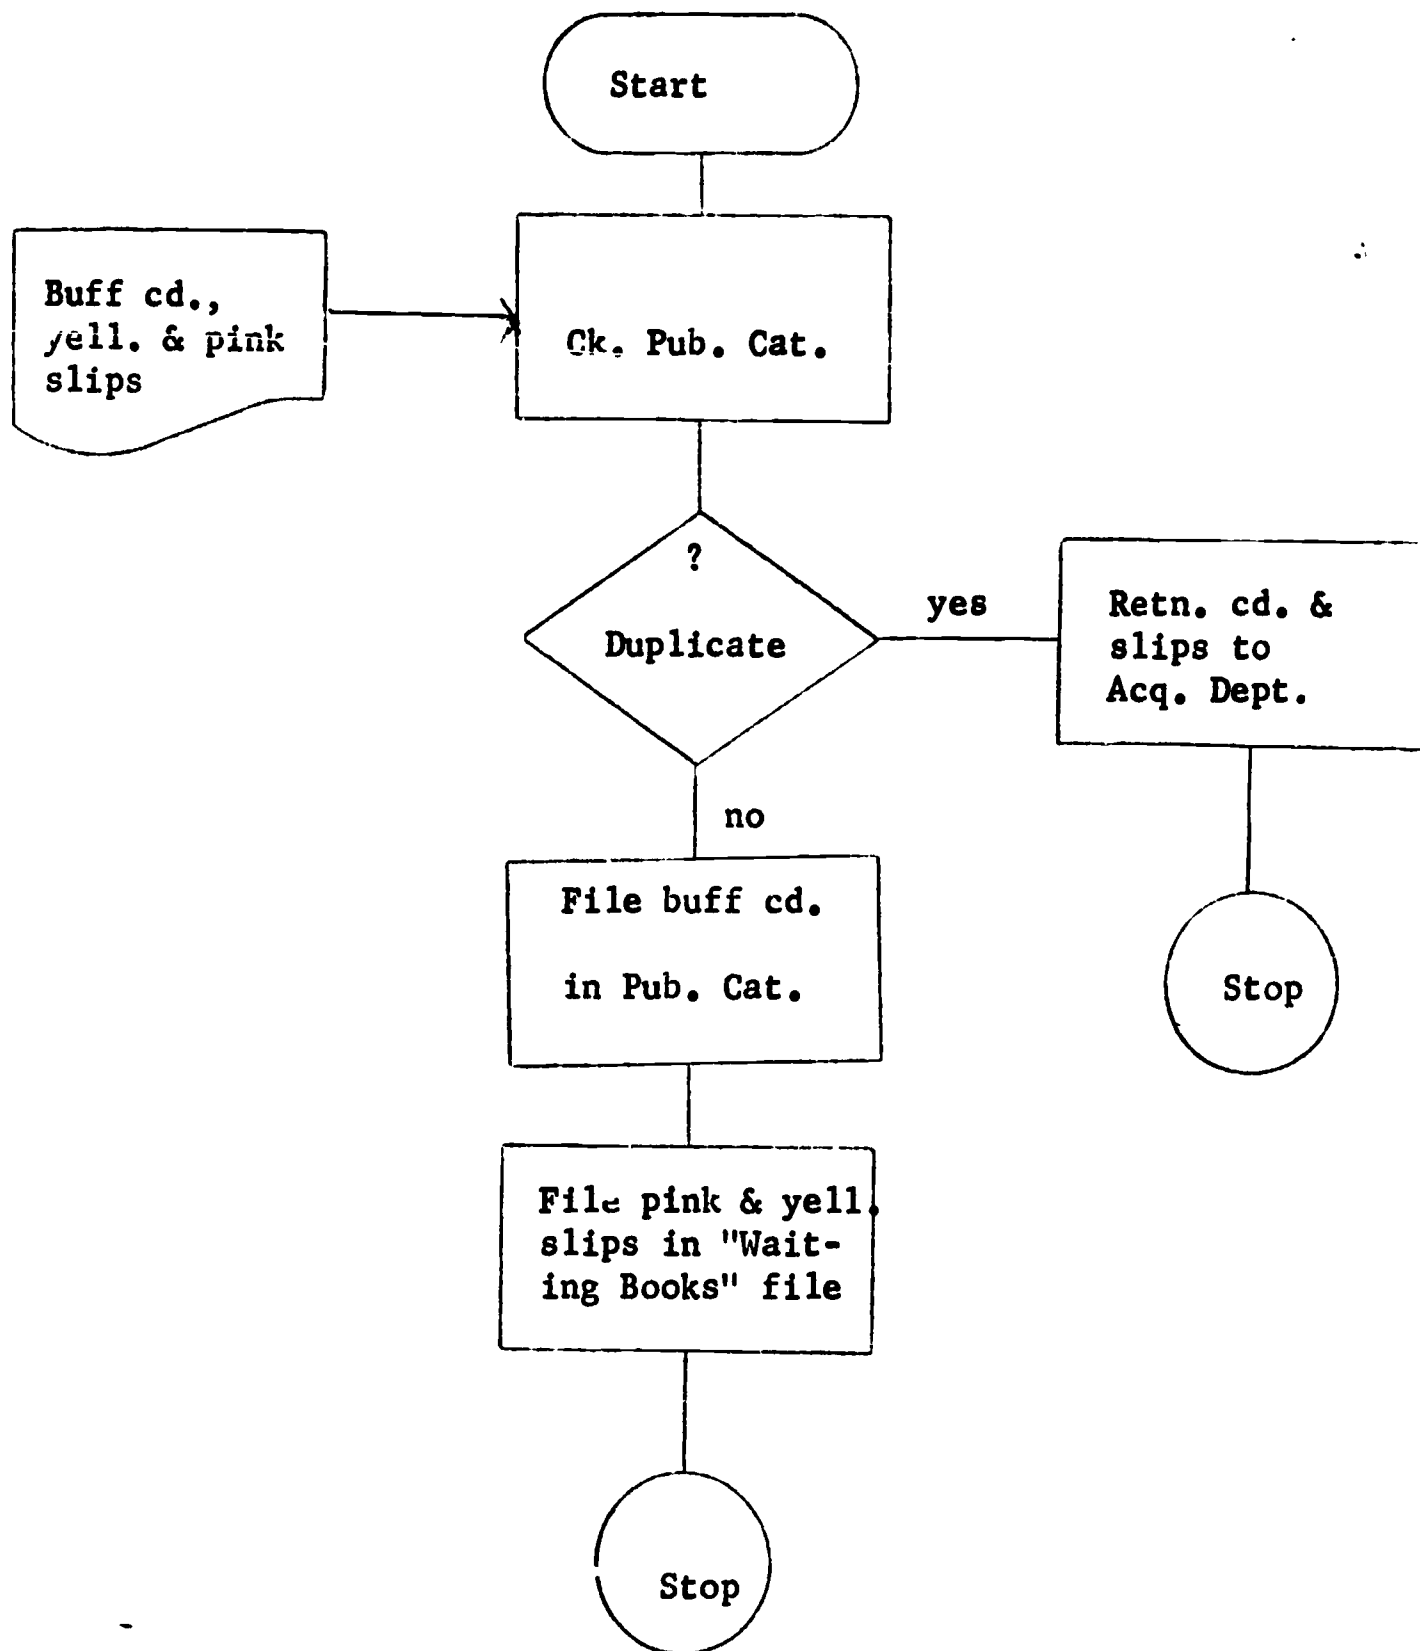 Start
Buff cd.,
yell. & pink
slips
Ck. Pub. Cat.
?
Duplicate
yes
Retn. cd. &
slips to
Acq. Dept.
Stop
no
File buff cd.
in Pub. Cat.
File pink & yell.
slips in "Wait-
ing Books" file
Stop